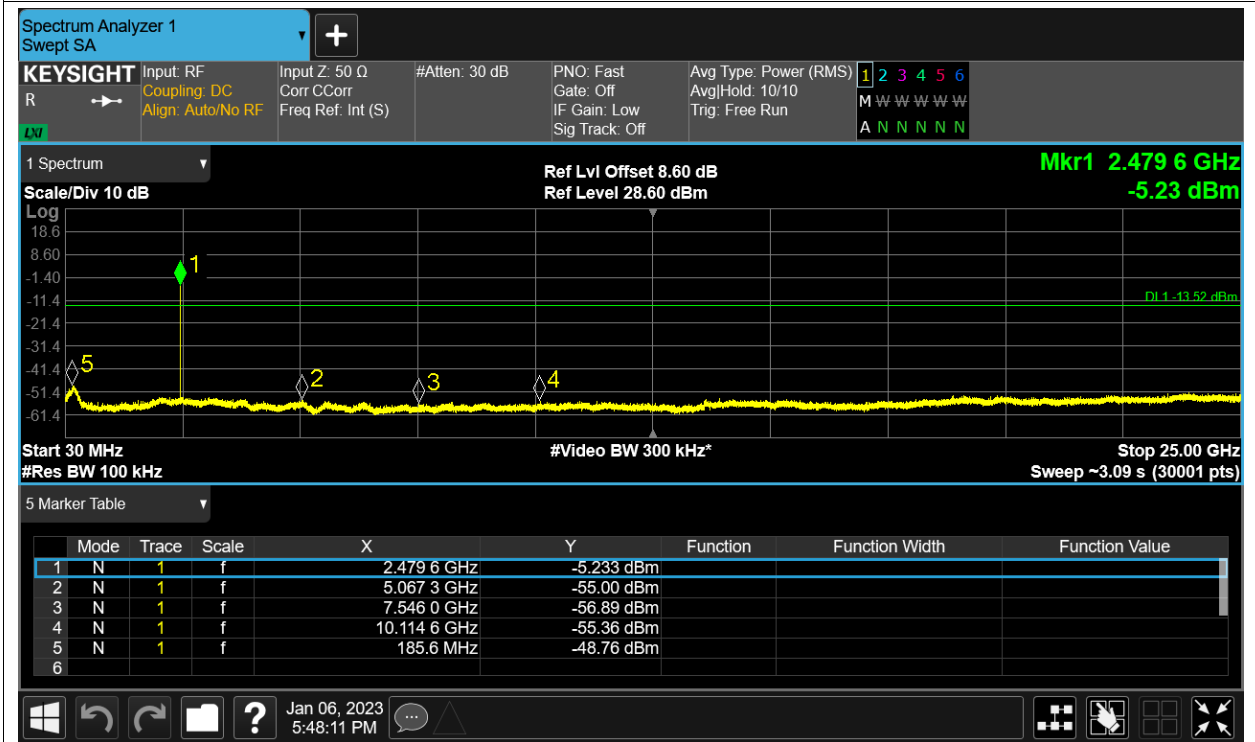 Spectrum Analyzer 1
Swept SA
+
KEYSIGHT Input: RF Input Z: 50 Ω #Atten: 30 dB PNO: Fast Avg Type: Power (RMS) 1 2 3 4 5 6
R Coupling: DC Corr CCorr Gate: Off Avg|Hold: 10/10 M W W W W W
Align: Auto/No RF Freq Ref: Int (S) IF Gain: Low Trig: Free Run
LXI Sig Track: Off A N N N N N
1 Spectrum Ref Lvl Offset 8.60 dB Mkr1 2.479 6 GHz
Scale/Div 10 dB Ref Level 28.60 dBm -5.23 dBm
Log
18.6
8.60
1
-1.40
-11.4 DL1 -13.52 dBm
-21.4
-31.4
-41.4 5 2 3 4
-51.4
-61.4
Start 30 MHz #Video BW 300 kHz* Stop 25.00 GHz
#Res BW 100 kHz Sweep ~3.09 s (30001 pts)
5 Marker Table
Mode Trace Scale X Y Function Function Width Function Value
1 N 1 f 2.479 6 GHz -5.233 dBm
2 N 1 f 5.067 3 GHz -55.00 dBm
3 N 1 f 7.546 0 GHz -56.89 dBm
4 N 1 f 10.114 6 GHz -55.36 dBm
5 N 1 f 185.6 MHz -48.76 dBm
6
? Jan 06, 2023
5:48:11 PM